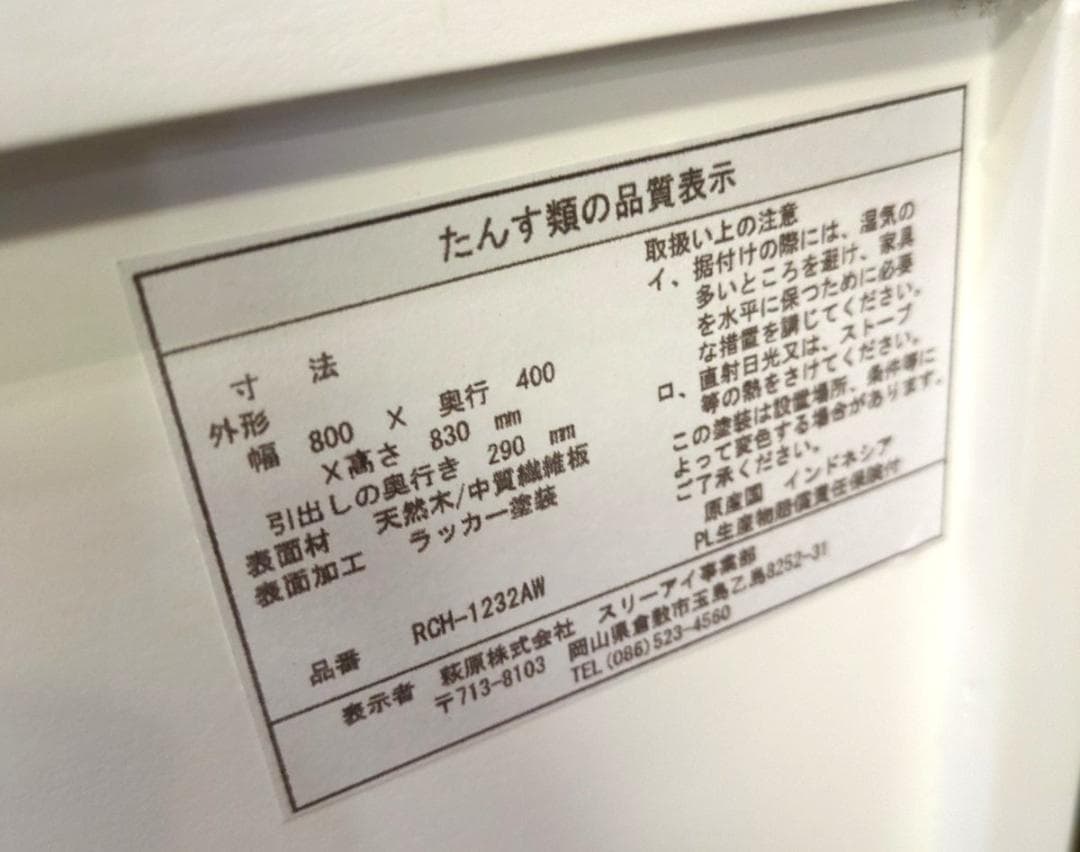 たんす類の品質表示
寸 法
外形
幅 800 × 奥行 400
×高さ 830 mm
引出しの奥行き 290 mm
表面材 天然木/中質繊維板
表面加工 ラッカー塗装
品番 RCH-1232AW
取扱い上の注意
イ、据付けの際には、湿気の
多いところを避け、家具
を水平に保つために必要
な措置を講じてください。
ロ、直射日光又は、ストーブ
等の熱をさけてください。
この塗装は設置場所、条件等に
よって変色する場合があります。
ご了承ください。
原産国 インドネシア
PL生産物賠償責任保険付
表示者 萩原株式会社 スリーアイ事業部
〒713-8103 岡山県倉敷市玉島乙島8252-31
TEL(086)523-4560